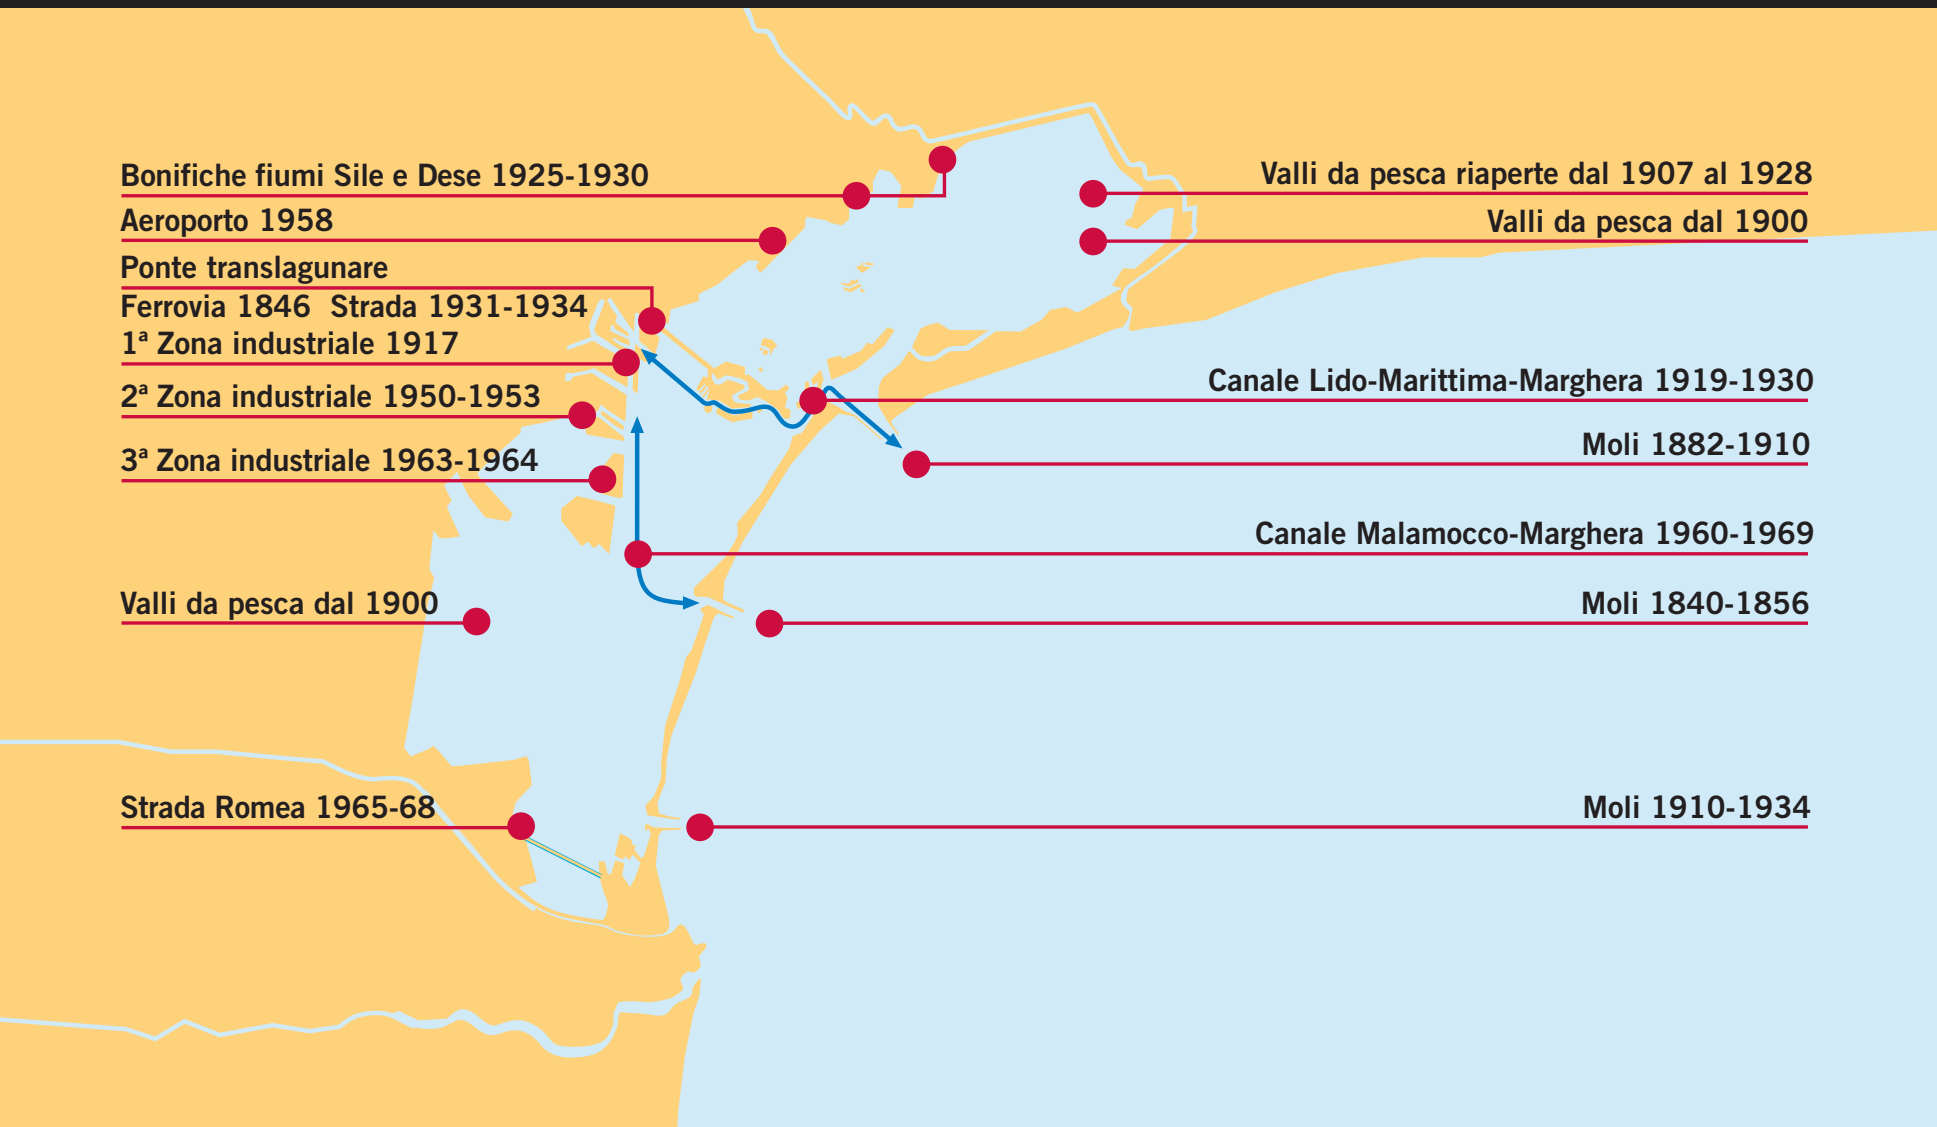 Bonifiche fiumi Sile e Dese 1925-1930
Aeroporto 1958
Ponte translagunare
Ferrovia 1846 Strada 1931-1934
1ª Zona industriale 1917
2ª Zona industriale 1950-1953
3ª Zona industriale 1963-1964
Valli da pesca dal 1900
Strada Romea 1965-68
Valli da pesca riaperte dal 1907 al 1928
Valli da pesca dal 1900
Canale Lido-Marittima-Marghera 1919-1930
Moli 1882-1910
Canale Malamocco-Marghera 1960-1969
Moli 1840-1856
Moli 1910-1934